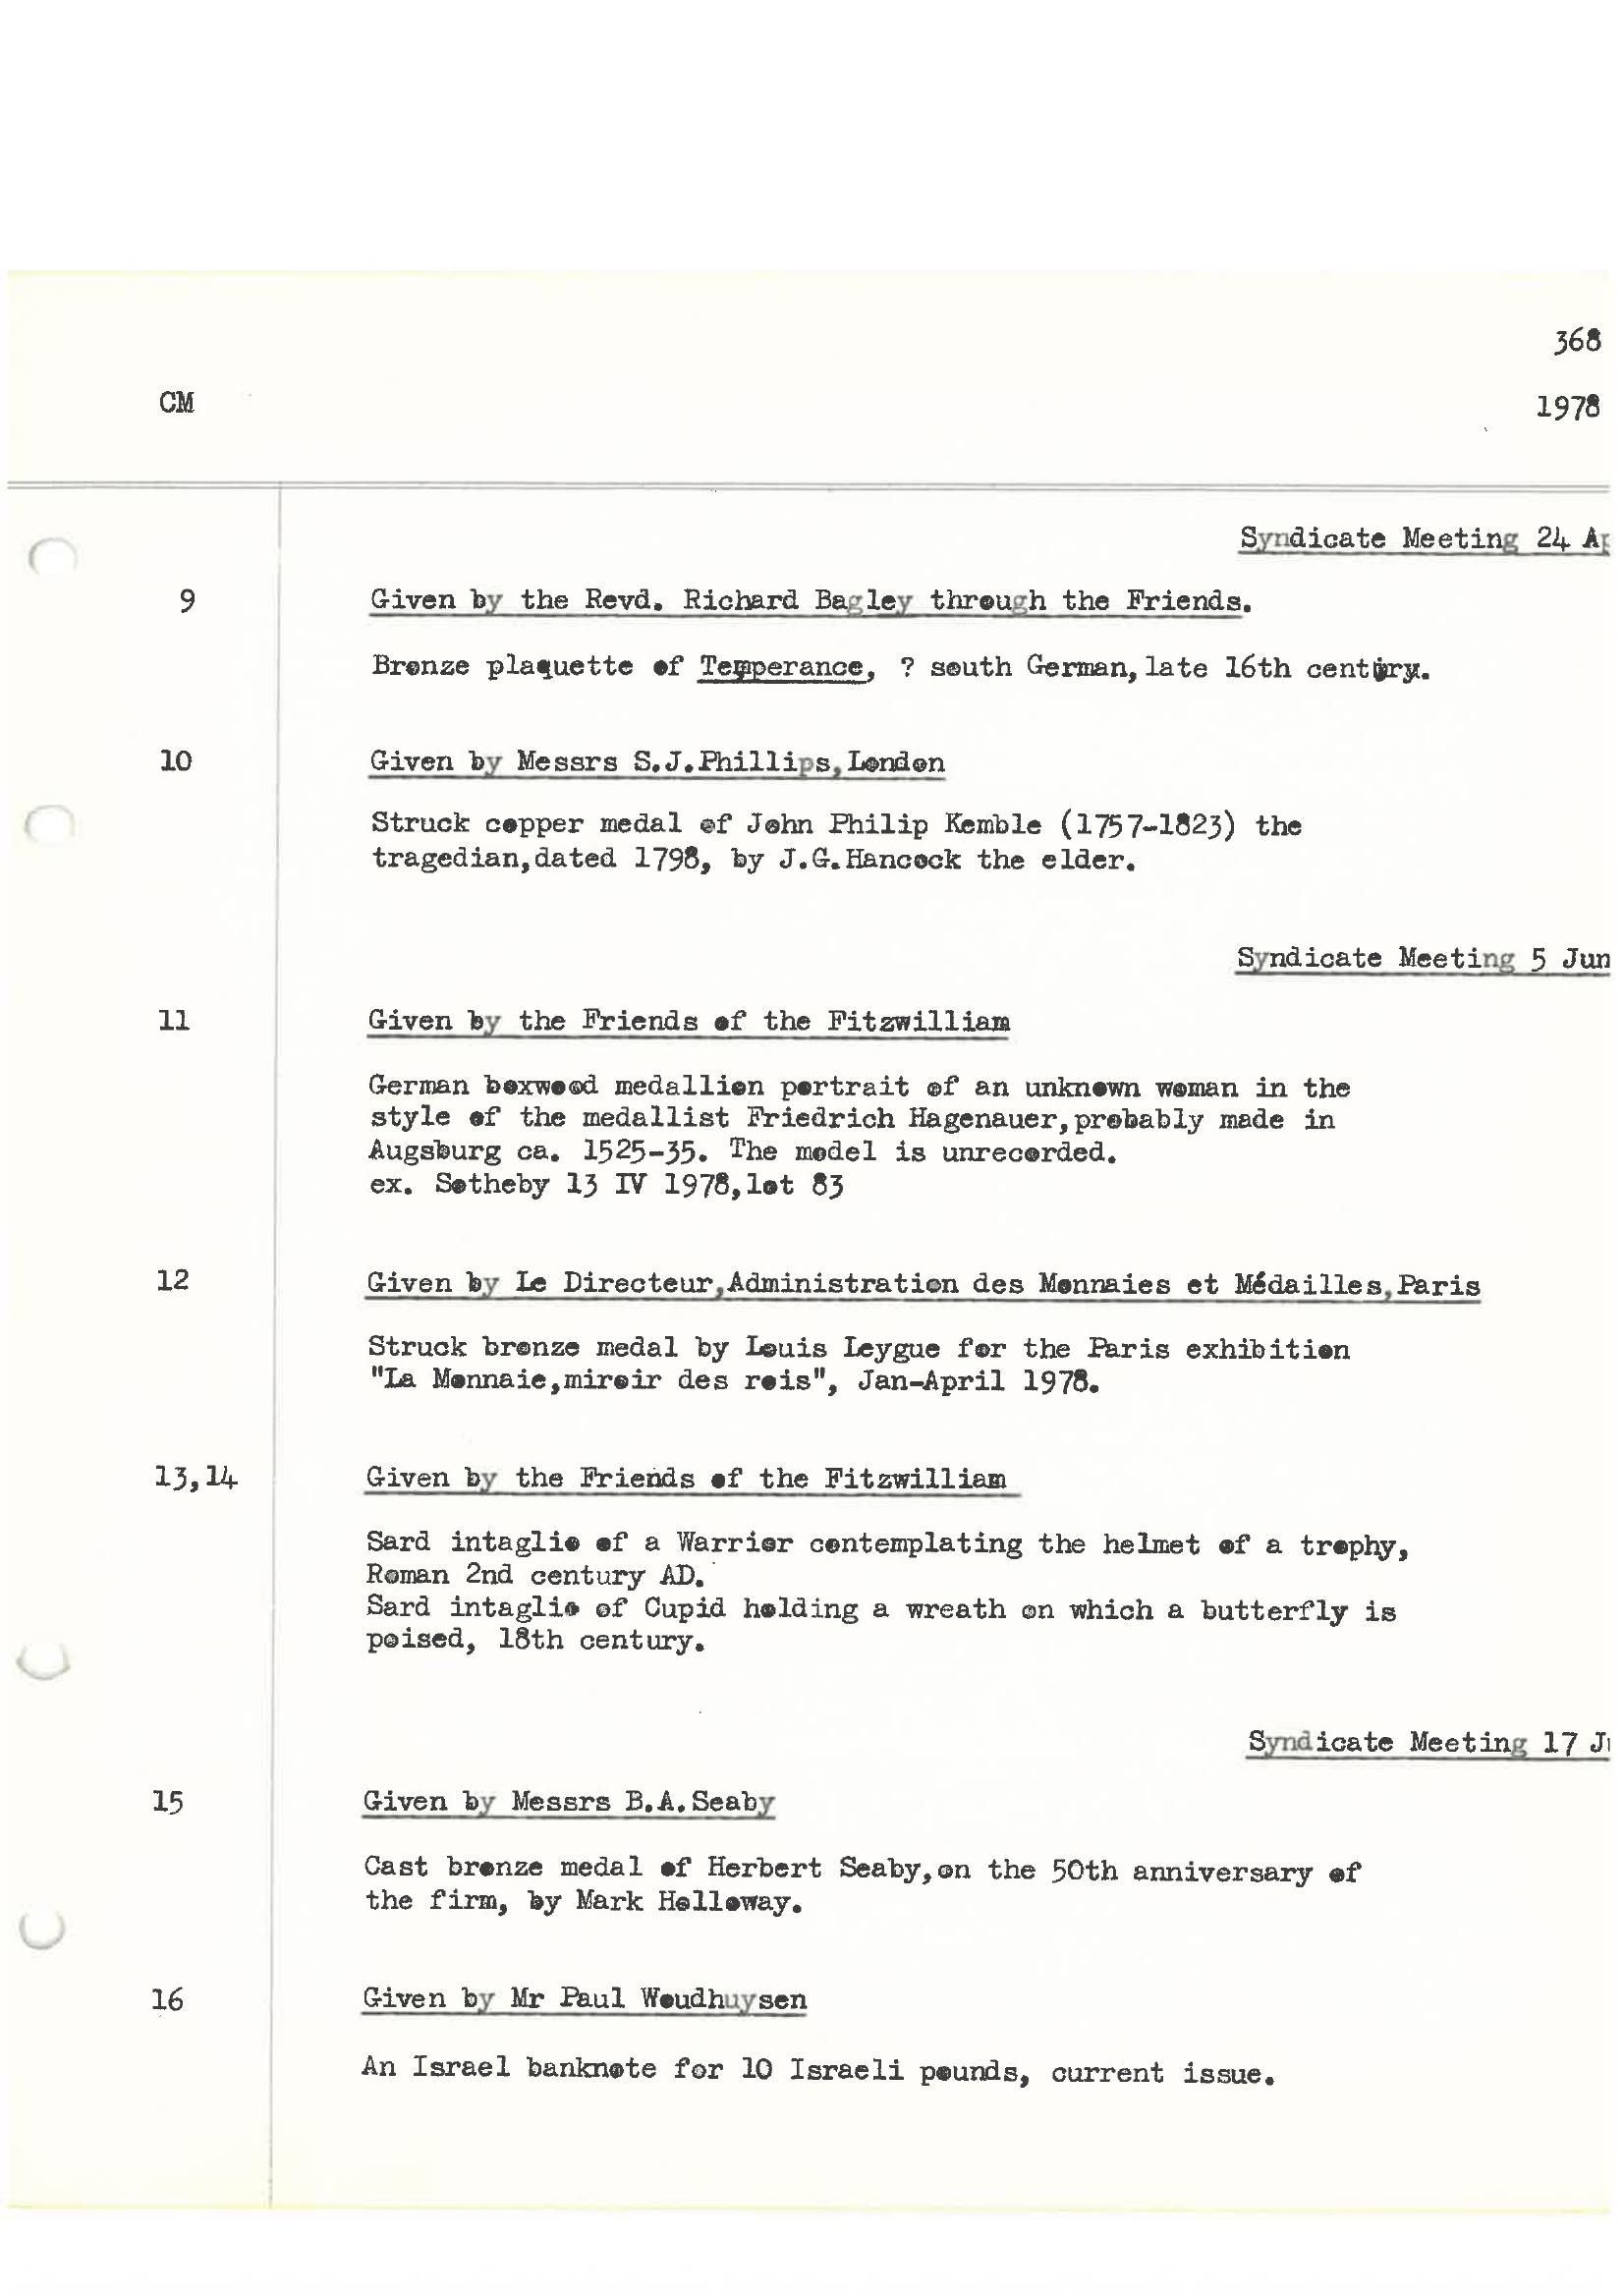 368
CM
1978
Syndicate Meeting 24
9
Given by the Revd. Richard Bagley through the Friends.
Bronze plaquette of Temperance, ? south German, late 16th century.
10
Given by Messrs S.J.Phillips,London
Struck copper medal of John Philip Kemble (1757-1823) the
tragedian,dated 1798, by J.G.Hancock the elder.
Syndicate Meeting 5 Jun
11
Given by the Friends of the Fitzwilliam
German boxwood medallion portrait of an unknown woman in the
style of the medallist Friedrich Hagenauer,probably made in
Augsburg ca. 1525-35. The model is unrecorded.
ex. Sotheby 13 IV 1978,lot 83
12
Given by Le Directeur,Administration des Monnaies et Médailles,Paris
Struck bronze medal by Louis Leygue for the Paris exhibition
"La Monnaie,miroir des rois", Jan-April 1978.
13,14
Given by the Friends of the Fitzwilliam
Sard intaglio of a Warrior contemplating the helmet of a trophy,
Roman 2nd century AD.
Sard intaglio of Cupid holding a wreath on which a butterfly is
poised, 18th century.
Syndicate Meeting 17
15
Given by Messrs B.A.Seaby
Cast bronze medal of Herbert Seaby,on the 50th anniversary of
the firm, by Mark Holloway.
16
Given by Mr Paul Woudhuysen
An Israel banknote for 10 Israeli pounds, current issue.